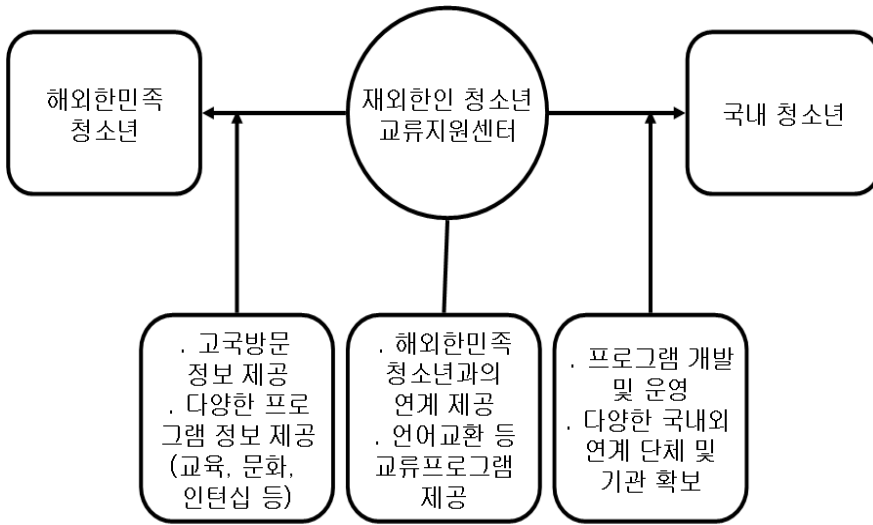 해외한민족
청소년
재외한인 청소년
교류지원센터
국내 청소년
. 고국방문
정보 제공
. 다양한 프로
그램 정보 제공
(교육, 문화,
인턴십 등)
. 해외한민족
청소년과의
연계 제공
. 언어교환 등
교류프로그램
제공
. 프로그램 개발
및 운영
. 다양한 국내외
연계 단체 및
기관 확보